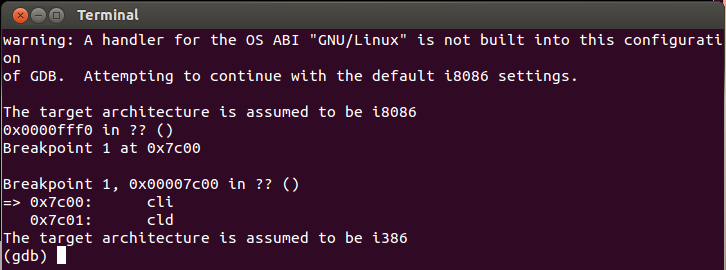 Terminal
warning: A handler for the OS ABI "GNU/Linux" is not built into this configurati
on
of GDB.  Attempting to continue with the default i8086 settings.
The target architecture is assumed to be i8086
0x0000fff0 in ?? ()
Breakpoint 1 at 0x7c00
Breakpoint 1, 0x00007c00 in ?? ()
=> 0x7c00:      cli
   0x7c01:      cld
The target architecture is assumed to be i386
(gdb)